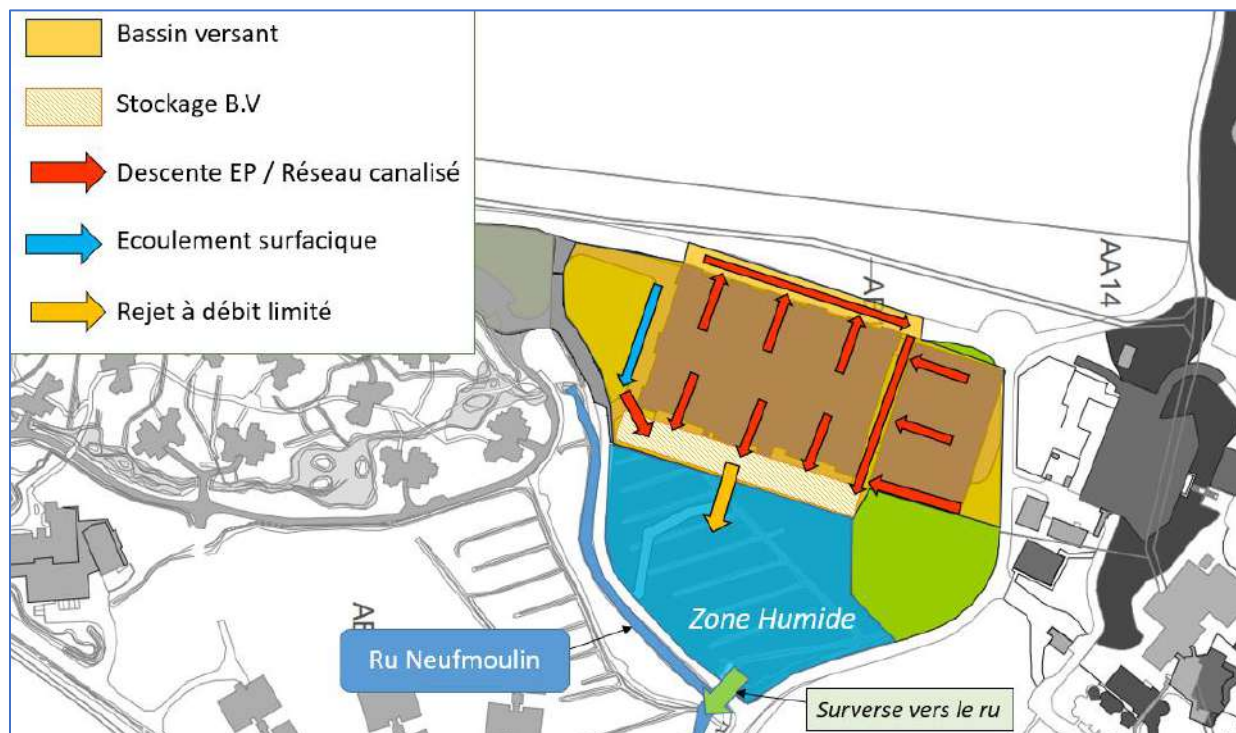 Bassin versant
Stockage B.V
Descente EP / Réseau canalisé
Ecoulement surfacique
Rejet à débit limité
AA14
Zone Humide
Ru Neufmoulin
Surverse vers le ru